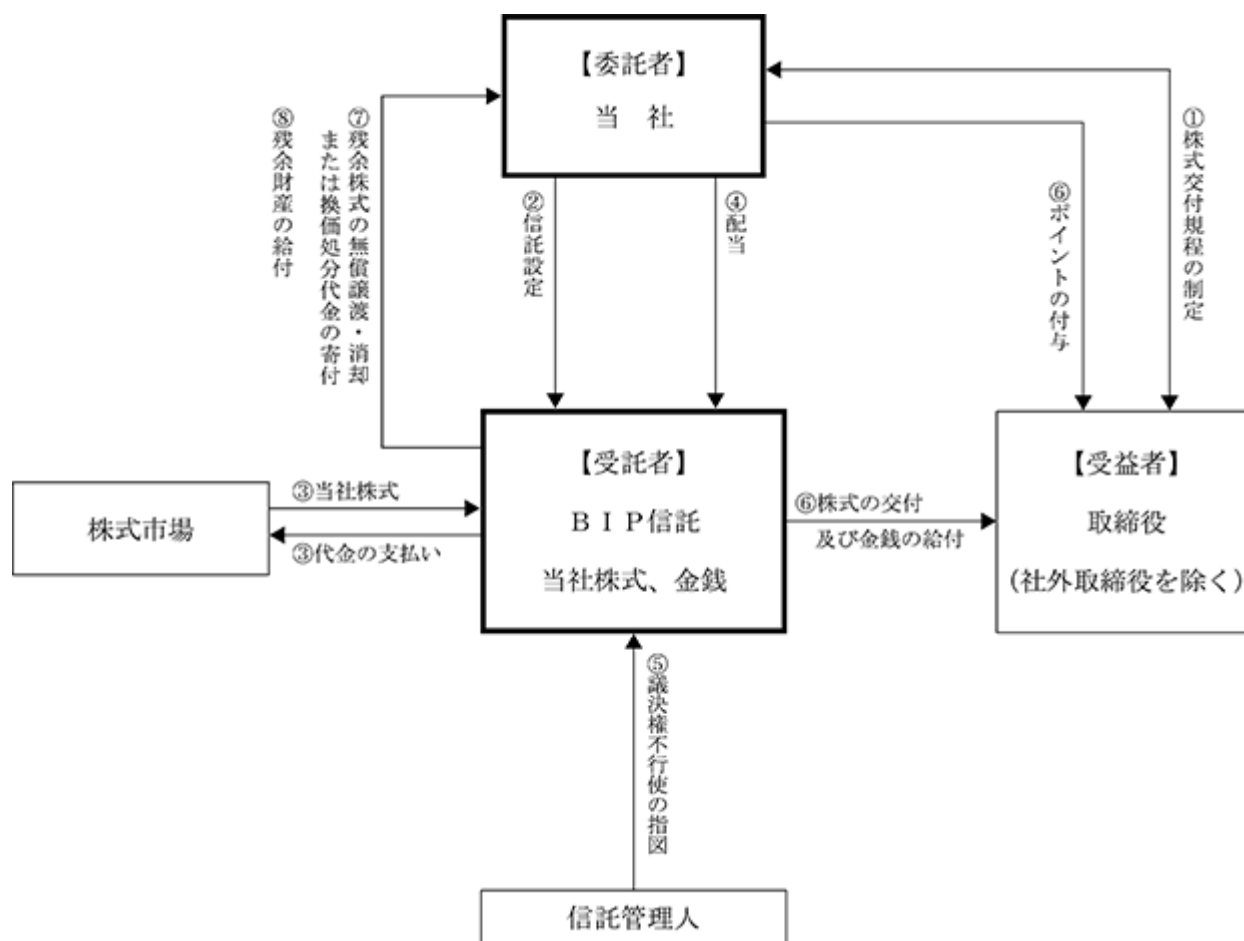 【委託者】
当　社
①株式交付規程の制定
⑥ポイントの付与
④配当
②信託設定
⑦残余株式の無償譲渡・消却
または換価処分代金の寄付
⑧残余財産の給付
株式市場
③当社株式
③代金の支払い
【受託者】
ＢＩＰ信託
当社株式、金銭
⑥株式の交付
及び金銭の給付
【受益者】
取締役
（社外取締役を除く）
⑤議決権不行使の指図
信託管理人